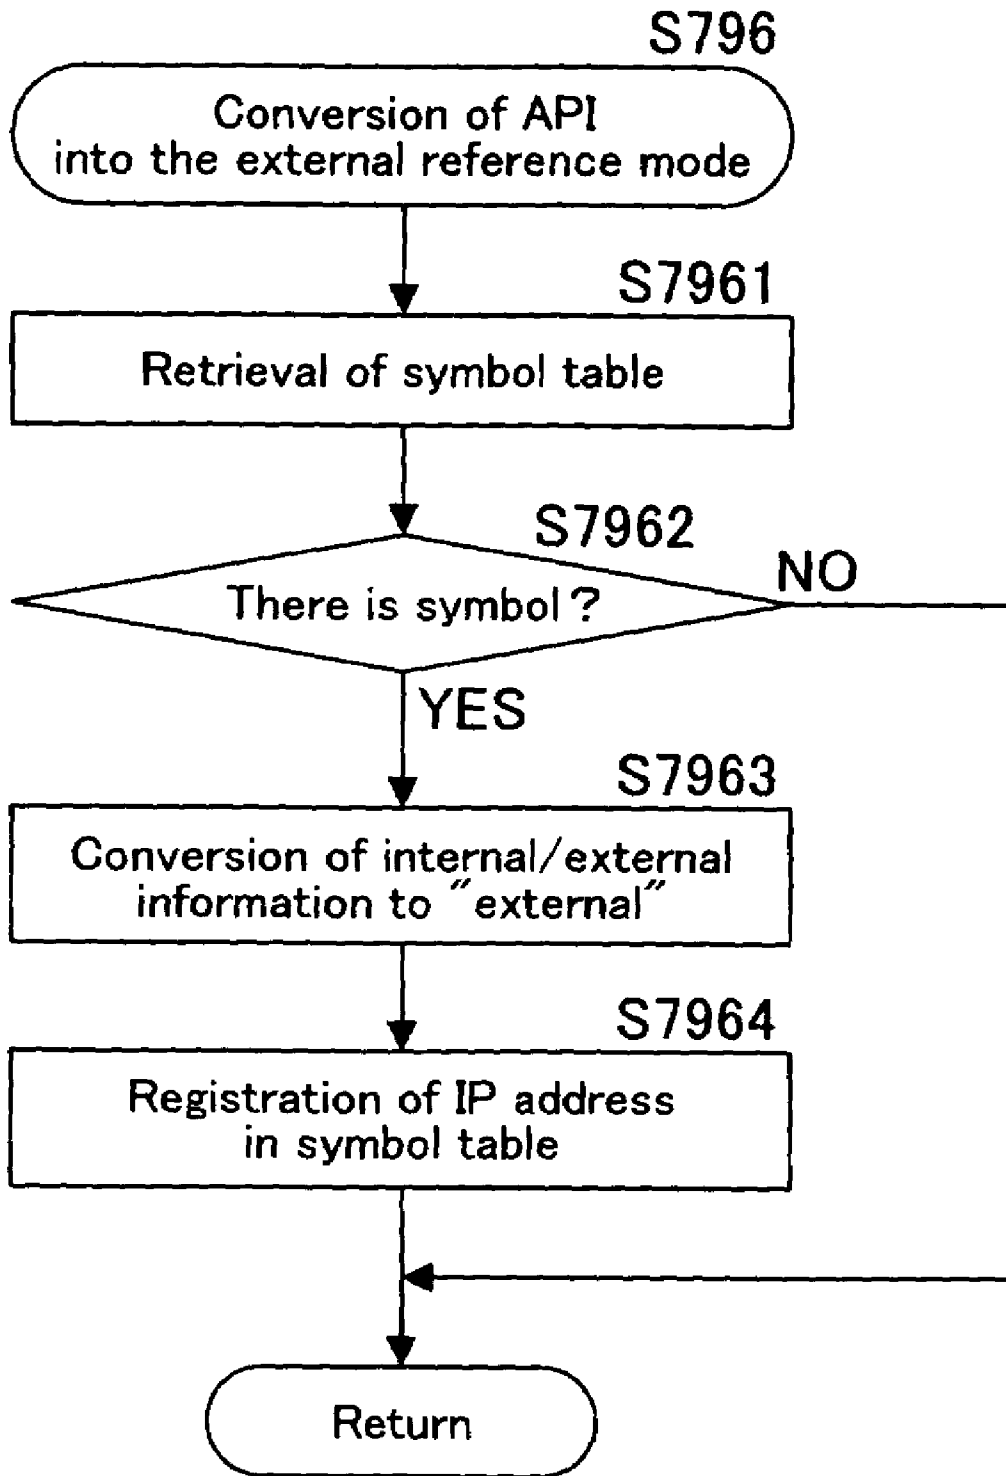 S796
Conversion of API
into the external reference mode
S7961
Retrieval of symbol table
S7962
There is symbol?
NO
YES
S7963
Conversion of internal/external
information to "external"
S7964
Registration of IP address
in symbol table
Return